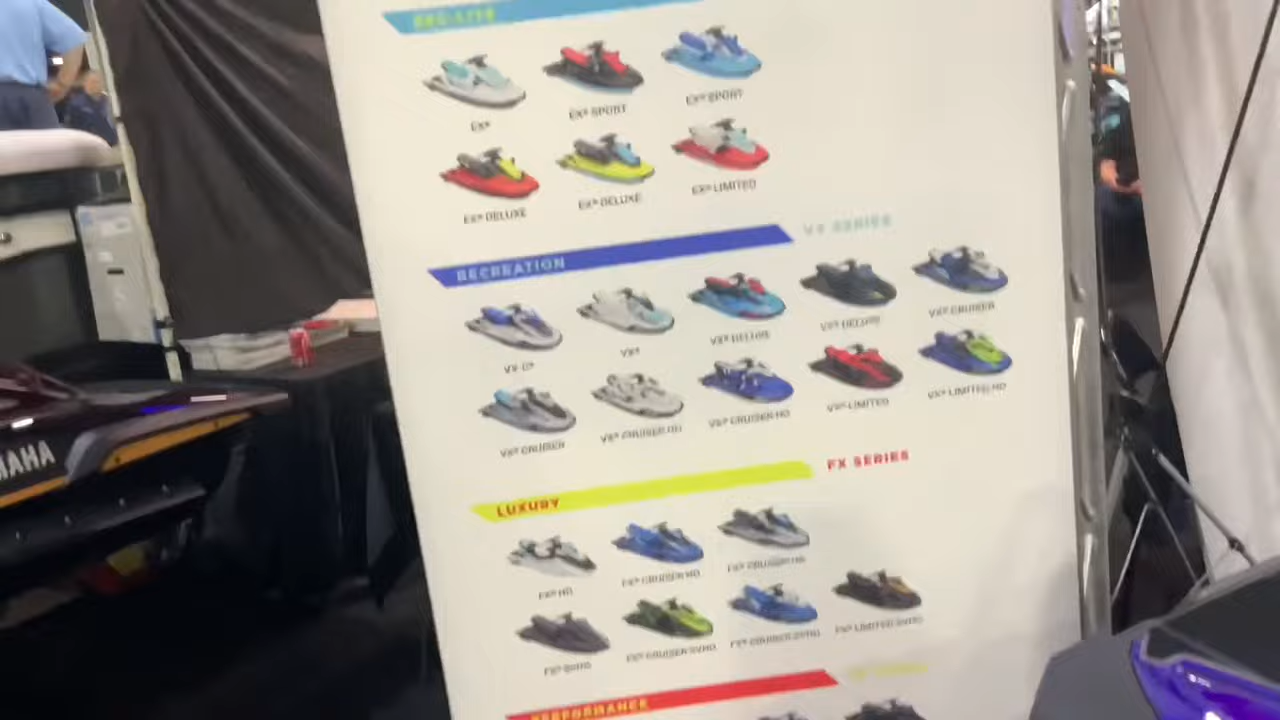 REC-LITE
EX® EX® SPORT EX® SPORT
EX® DELUXE EX® DELUXE EX® LIMITED
RECREATION VX SERIES
VX-C® VX® VX® DELUXE VX® DELUXE VX® CRUISER
VX® CRUISER VX® CRUISER HO VX® CRUISER HO VX® LIMITED VX® LIMITED HO
LUXURY FX SERIES
FX® HO FX® CRUISER HO FX® CRUISER HO
FX® SVHO FX® CRUISER SVHO FX® CRUISER SVHO FX® LIMITED SVHO
PERFORMANCE
MAHA